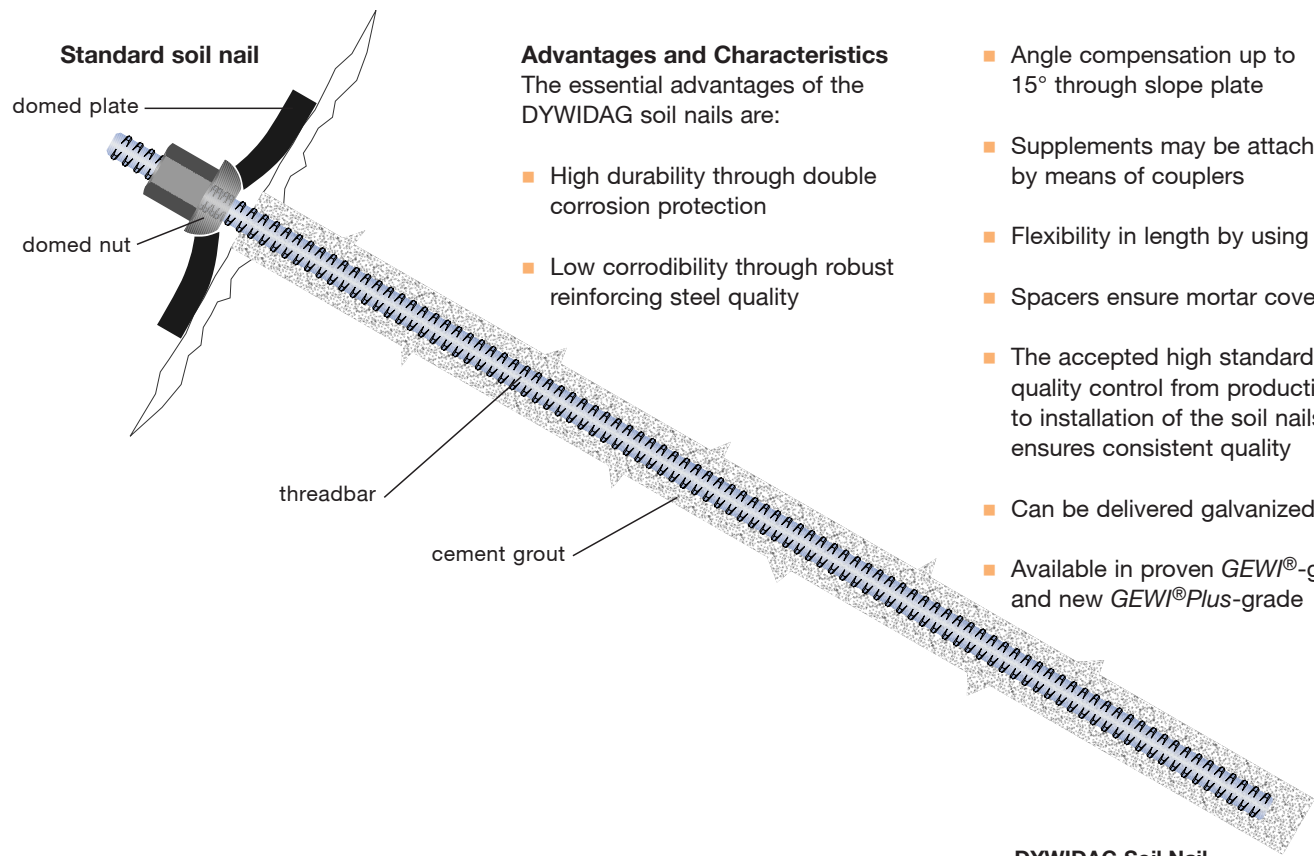 Standard soil nail
domed plate
domed nut
threadbar
cement grout
Advantages and Characteristics
The essential advantages of the
DYWIDAG soil nails are:
■ High durability through double
corrosion protection
■ Low corrodibility through robust
reinforcing steel quality
■ Angle compensation up to
15° through slope plate
■ Supplements may be attach
by means of couplers
■ Flexibility in length by using
■ Spacers ensure mortar cove
■ The accepted high standard
quality control from producti
to installation of the soil nails
ensures consistent quality
■ Can be delivered galvanized
■ Available in proven GEWI®-g
and new GEWI®Plus-grade
DYWIDAG Soil Nail